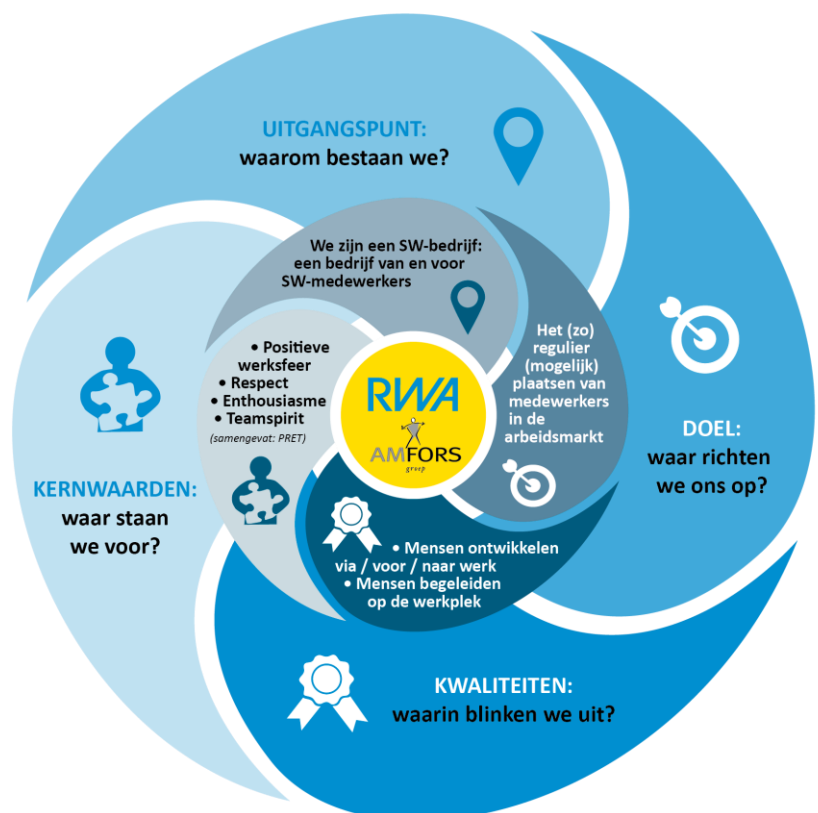 UITGANGSPUNT:
waarom bestaan we?
We zijn een SW-bedrijf:
een bedrijf van en voor
SW-medewerkers
Het (zo)
regulier
(mogelijk)
plaatsen van
medewerkers
in de
arbeidsmarkt
DOEL:
waar richten
we ons op?
• Positieve
werksfeer
• Respect
• Enthousiasme
• Teamspirit
(samengevat: PRET)
RWA
AMFORS
groep
KERNWAARDEN:
waar staan
we voor?
• Mensen ontwikkelen
via / voor / naar werk
• Mensen begeleiden
op de werkplek
KWALITEITEN:
waarin blinken we uit?